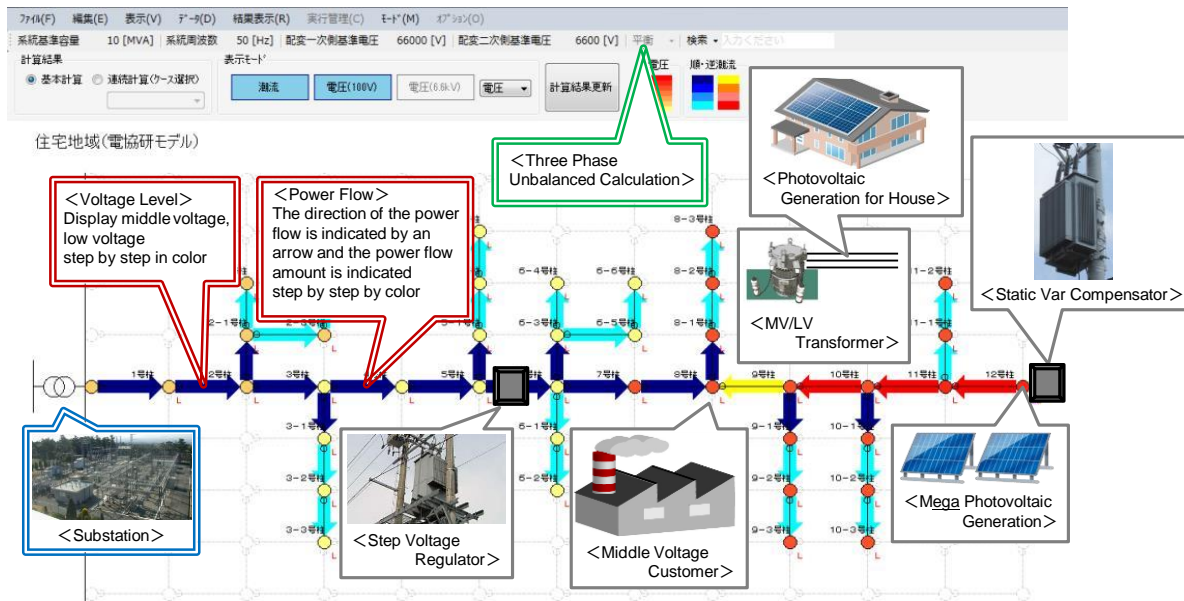 ファイル(F) 編集(E) 表示(V) データ(D) 結果表示(R) 実行管理(C) モード(M) オプション(O)
系統基準容量 10 [MVA] 系統周波数 50 [Hz] 配変一次側基準電圧 66000 [V] 配変二次側基準電圧 6600 [V] 平衡 検索 入力ください
計算結果 表示モード 電圧 順・逆潮流
基本計算 連続計算(ケース選択) 潮流 電圧(100V) 電圧(6.6kV) 電圧 計算結果更新
住宅地域(電協研モデル)
<Three Phase
Unbalanced Calculation>
<Photovoltaic
Generation for House>
<Voltage Level>
Display middle voltage,
low voltage
step by step in color
<Power Flow>
The direction of the power
flow is indicated by an
arrow and the power flow
amount is indicated
step by step by color
<MV/LV
Transformer>
<Static Var Compensator>
8-3号柱
6-4号柱 6-6号柱 8-2号柱 11-2号柱
2-1号柱 6-3号柱 6-5号柱 8-1号柱 11-1号柱
1号柱 2号柱 3号柱 5号柱 7号柱 8号柱 9号柱 10号柱 11号柱 12号柱
3-1号柱 6-1号柱 9-1号柱 10-1号柱
3-2号柱 6-2号柱 9-2号柱 10-2号柱
3-3号柱 9-3号柱 10-3号柱
<Substation>
<Step Voltage
Regulator>
<Middle Voltage
Customer>
<Mega Photovoltaic
Generation>